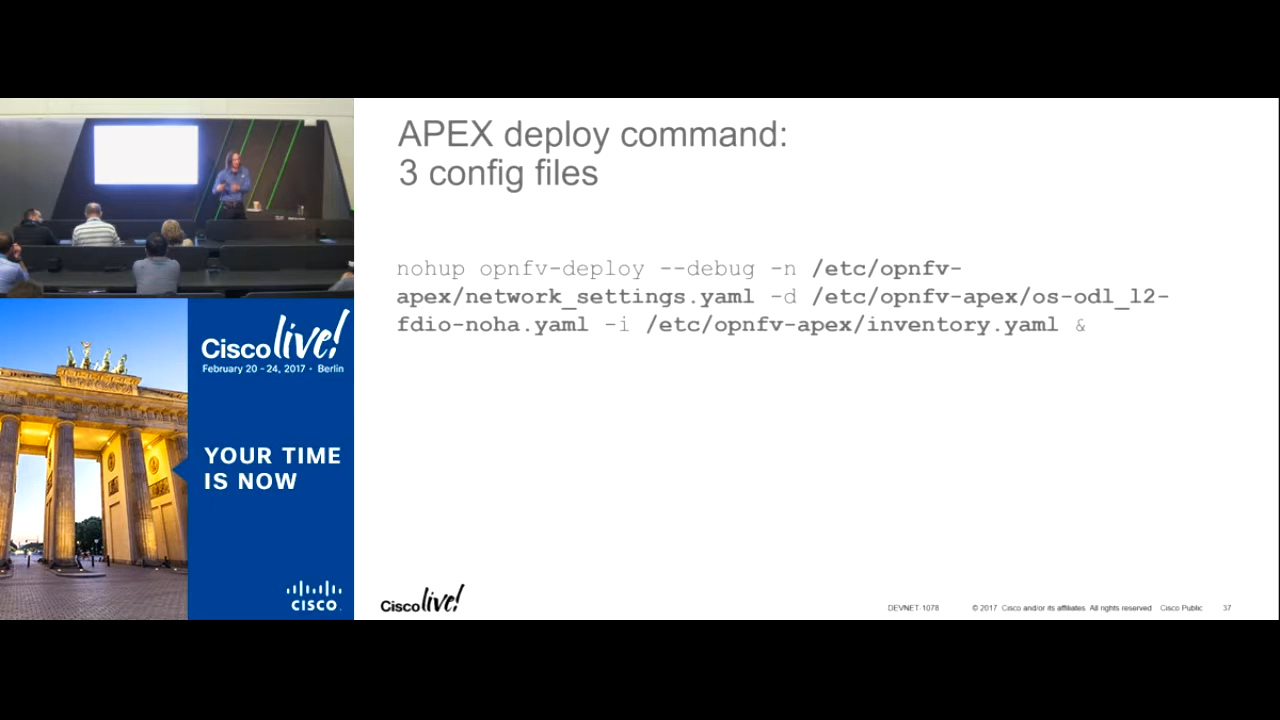 APEX deploy command:
3 config files
nohup opnfv-deploy --debug -n /etc/opnfv-
apex/network_settings.yaml -d /etc/opnfv-apex/os-odl_l2-
fdio-noha.yaml -i /etc/opnfv-apex/inventory.yaml &
Cisco live!
February 20 - 24, 2017 • Berlin
YOUR TIME
IS NOW
CISCO
Cisco live!
DEVNET-1078 © 2017 Cisco and/or its affiliates. All rights reserved. Cisco Public 37